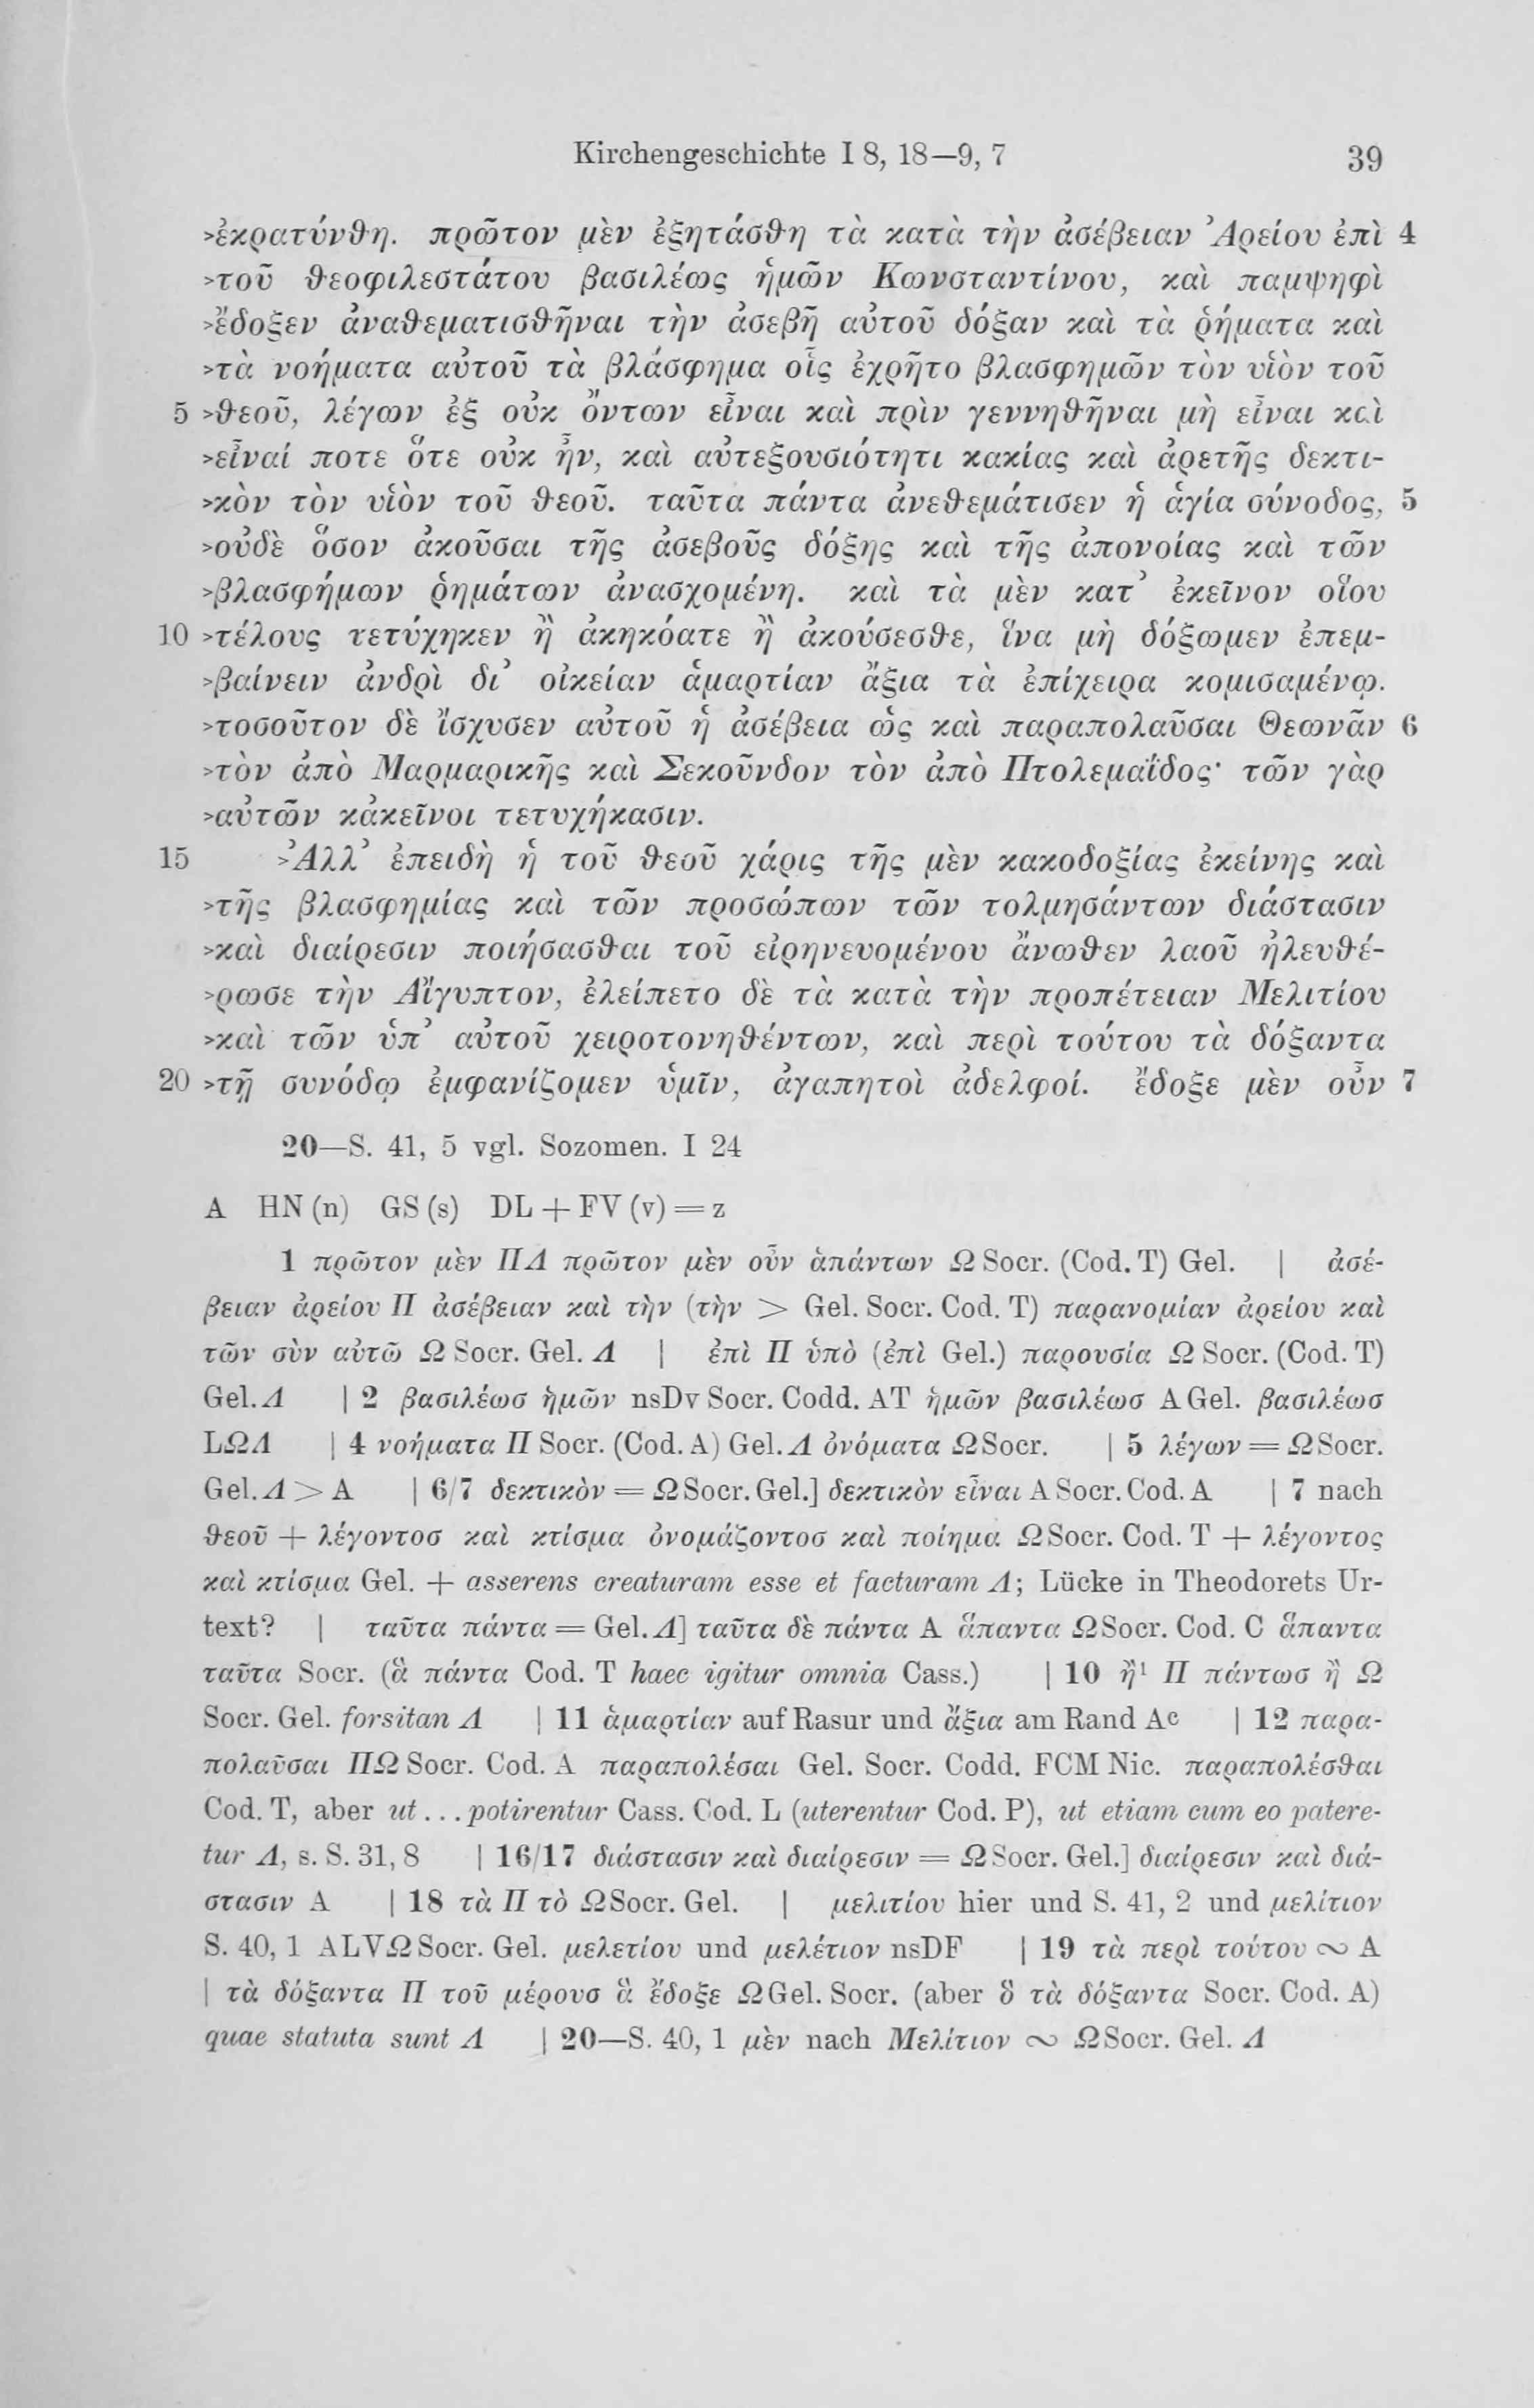 Kirchengeschichte I 8, 18—9, 7 39
>ἐκρατύνθη. πρῶτον μὲν ἐξητάσθη τὰ κατὰ τὴν ἀσέβειαν Ἀρείου ἐπὶ 4
>τοῦ θεοφιλεστάτου βασιλέως ἡμῶν Κωνσταντίνου, καὶ παμψηφὶ
>ἔδοξεν ἀναθεματισθῆναι τὴν ἀσεβῆ αὐτοῦ δόξαν καὶ τὰ ῥήματα καὶ
>τὰ νοήματα αὐτοῦ τὰ βλάσφημα οἷς ἐχρῆτο βλασφημῶν τὸν υἱὸν τοῦ
5 >θεοῦ, λέγων ἐξ οὐκ ὄντων εἶναι καὶ πρὶν γεννηθῆναι μὴ εἶναι καὶ
>εἶναί ποτε ὅτε οὐκ ἦν, καὶ αὐτεξουσιότητι κακίας καὶ ἀρετῆς δεκτι-
>κὸν τὸν υἱὸν τοῦ θεοῦ. ταῦτα πάντα ἀνεθεμάτισεν ἡ ἁγία σύνοδος, 5
>οὐδὲ ὅσον ἀκοῦσαι τῆς ἀσεβοῦς δόξης καὶ τῆς ἀπονοίας καὶ τῶν
>βλασφήμων ῥημάτων ἀνασχομένη. καὶ τὰ μὲν κατ’ ἐκεῖνον οἵου
10 >τέλους τετύχηκεν ἢ ἀκηκόατε ἢ ἀκούσεσθε, ἵνα μὴ δόξωμεν ἐπεμ-
>βαίνειν ἀνδρὶ δι’ οἰκείαν ἁμαρτίαν ἄξια τὰ ἐπίχειρα κομισαμένῳ.
>τοσοῦτον δὲ ἴσχυσεν αὐτοῦ ἡ ἀσέβεια ὡς καὶ παραπολαῦσαι Θεωνᾶν 6
>τὸν ἀπὸ Μαρμαρικῆς καὶ Σεκοῦνδον τὸν ἀπὸ Πτολεμαΐδος· τῶν γὰρ
>αὐτῶν κἀκεῖνοι τετυχήκασιν.
15 >Ἀλλ’ ἐπειδὴ ἡ τοῦ θεοῦ χάρις τῆς μὲν κακοδοξίας ἐκείνης καὶ
>τῆς βλασφημίας καὶ τῶν προσώπων τῶν τολμησάντων διάστασιν
>καὶ διαίρεσιν ποιήσασθαι τοῦ εἰρηνευομένου ἄνωθεν λαοῦ ἠλευθέ-
>ρωσε τὴν Αἴγυπτον, ἐλείπετο δὲ τὰ κατὰ τὴν προπέτειαν Μελιτίου
>καὶ τῶν ὑπ’ αὐτοῦ χειροτονηθέντων, καὶ περὶ τούτου τὰ δόξαντα
20 >τῇ συνόδῳ ἐμφανίζομεν ὑμῖν, ἀγαπητοὶ ἀδελφοί. ἔδοξε μὲν οὖν 7
20—S. 41, 5 vgl. Sozomen. I 24
A HN (n) GS (s) DL + FV (v) = z
1 πρῶτον μὲν ΠΛ πρῶτον μὲν οὖν ἁπάντων Ω Socr. (Cod. T) Gel. | ἀσέ-
βειαν ἀρείου Π ἀσέβειαν καὶ τὴν (τὴν > Gel. Socr. Cod. T) παρανομίαν ἀρείου καὶ
τῶν σὺν αὐτῶ Ω Socr. Gel. Λ | ἐπὶ Π ὑπὸ (ἐπὶ Gel.) παρουσία Ω Socr. (Cod. T)
Gel. Λ | 2 βασιλέωσ ἡμῶν nsDv Socr. Codd. AT ἡμῶν βασιλέωσ A Gel. βασιλέωσ
LΩΛ | 4 νοήματα Π Socr. (Cod. A) Gel. Λ ὀνόματα Ω Socr. | 5 λέγων = Ω Socr.
Gel. Λ > A | 6/7 δεκτικὸν = Ω Socr. Gel.] δεκτικὸν εἶναι A Socr. Cod. A | 7 nach
θεοῦ + λέγοντοσ καὶ κτίσμα ὀνομάζοντοσ καὶ ποίημα Ω Socr. Cod. T + λέγοντος
καὶ κτίσμα Gel. + asserens creaturam esse et facturam Λ; Lücke in Theodorets Ur-
text? | ταῦτα πάντα = Gel. Λ] ταῦτα δὲ πάντα A ἅπαντα Ω Socr. Cod. C ἅπαντα
ταῦτα Socr. (ἃ πάντα Cod. T haec igitur omnia Cass.) | 10 ἢ¹ Π πάντωσ ἢ Ω
Socr. Gel. forsitan Λ | 11 ἁμαρτίαν auf Rasur und ἄξια am Rand Aᶜ | 12 παρα-
πολαῦσαι ΠΩ Socr. Cod. A παραπολέσαι Gel. Socr. Codd. FCM Nic. παραπολέσθαι
Cod. T, aber ut . . . potirentur Cass. Cod. L (uterentur Cod. P), ut etiam cum eo patere-
tur Λ, s. S. 31, 8 | 16/17 διάστασιν καὶ διαίρεσιν = Ω Socr. Gel.] διαίρεσιν καὶ διά-
στασιν A | 18 τὰ Π τὸ Ω Socr. Gel. | μελιτίου hier und S. 41, 2 und μελίτιον
S. 40, 1 ALVΩ Socr. Gel. μελετίου und μελέτιον nsDF | 19 τὰ περὶ τούτου ∾ A
| τὰ δόξαντα Π τοῦ μέρουσ ἃ ἔδοξε Ω Gel. Socr. (aber ὃ τὰ δόξαντα Socr. Cod. A)
quae statuta sunt Λ | 20—S. 40, 1 μὲν nach Μελίτιον ∾ Ω Socr. Gel. Λ